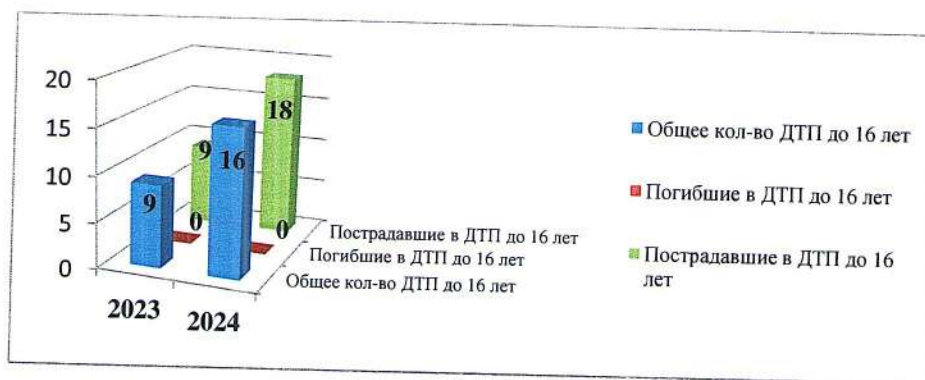 20
15
10
5
0
9
0
9
16
0
18
2023
2024
Пострадавшие в ДТП до 16 лет
Погибшие в ДТП до 16 лет
Общее кол-во ДТП до 16 лет
Общее кол-во ДТП до 16 лет
Погибшие в ДТП до 16 лет
Пострадавшие в ДТП до 16
лет